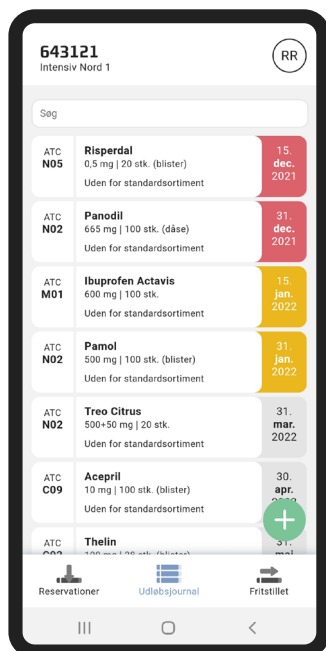 643121
Intensiv Nord 1
RR
Søg
ATC
N05
Risperdal
0,5 mg | 20 stk. (blister)
Uden for standardsortiment
15.
dec.
2021
ATC
N02
Panodil
665 mg | 100 stk. (dåse)
Uden for standardsortiment
31.
dec.
2021
ATC
M01
Ibuprofen Actavis
600 mg | 100 stk.
Uden for standardsortiment
15.
jan.
2022
ATC
N02
Pamol
500 mg | 100 stk. (blister)
Uden for standardsortiment
31.
jan.
2022
ATC
N02
Treo Citrus
500+50 mg | 20 stk.
Uden for standardsortiment
31.
mar.
2022
ATC
C09
Acepril
10 mg | 100 stk. (blister)
Uden for standardsortiment
30.
apr.
ATC
Thelin
31.
Reservationer
Udløbsjournal
Fritstillet